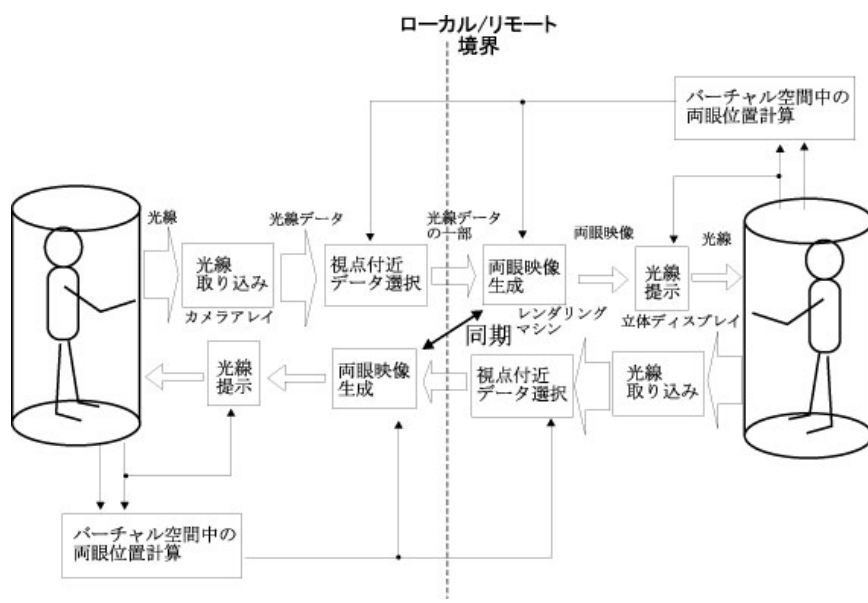 ローカル/リモート
境界
バーチャル空間中の
両眼位置計算
光線
光線データ
光線データ
の一部
両眼映像
光線
光線
取り込み
視点付近
データ選択
両眼映像
生成
光線
提示
カメラアレイ
レンダリング
マシン
立体ディスプレイ
同期
光線
提示
両眼映像
生成
視点付近
データ選択
光線
取り込み
バーチャル空間中の
両眼位置計算